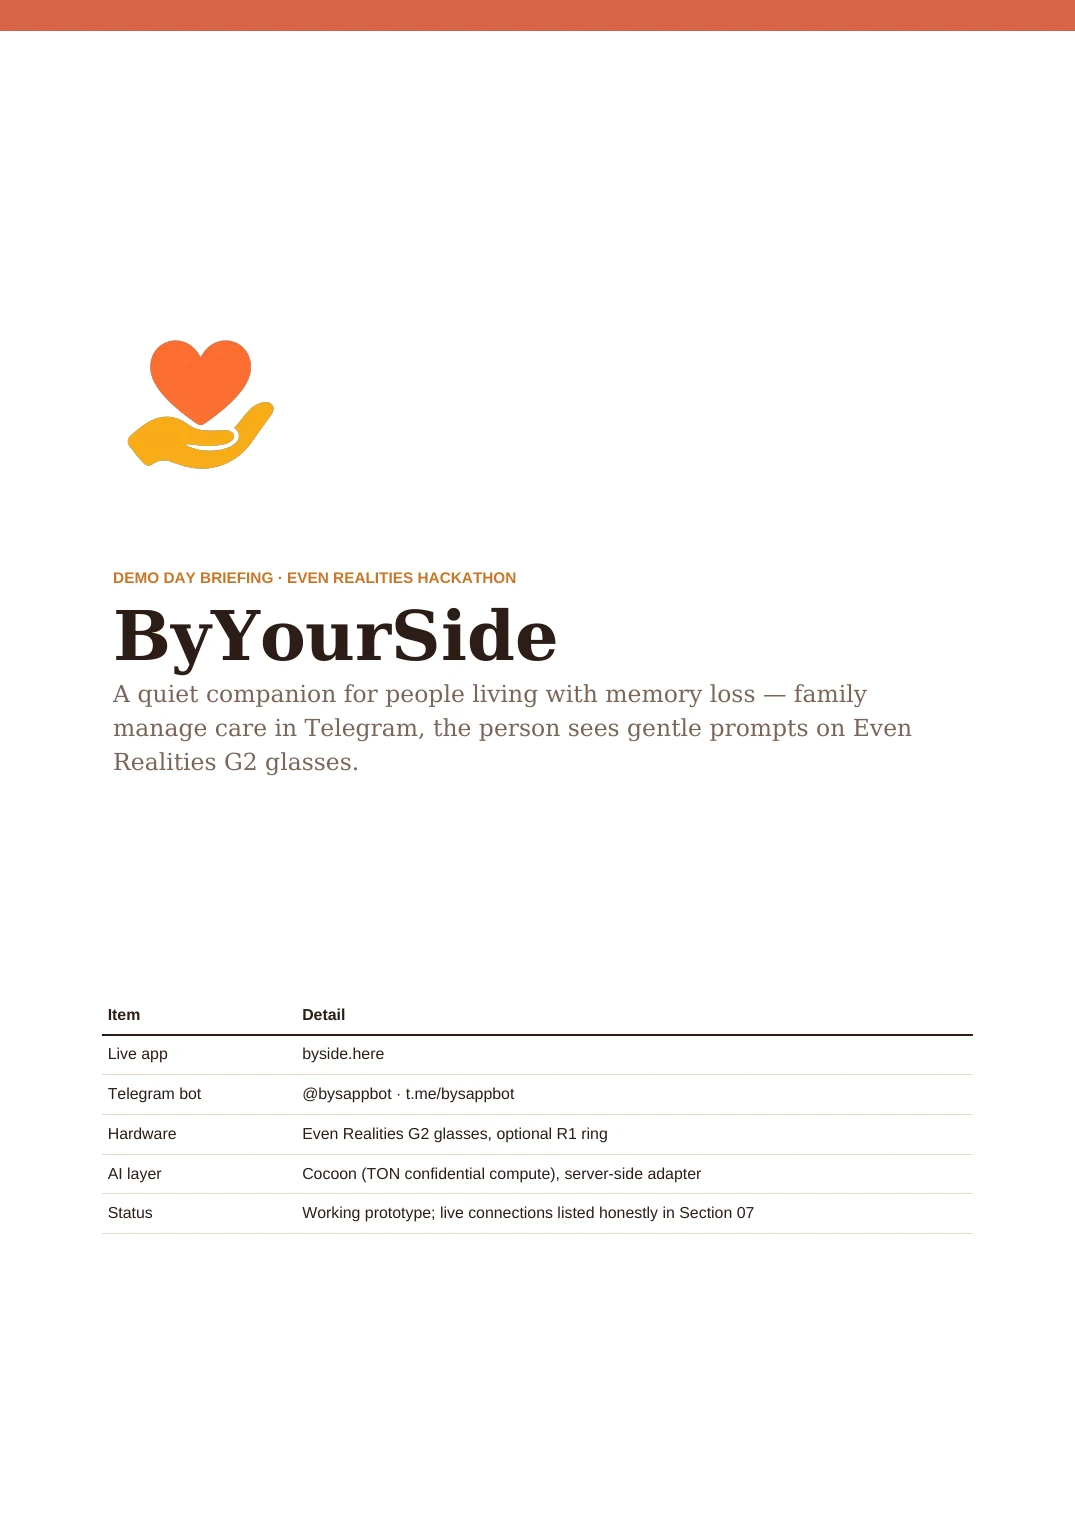 DEMO DAY BRIEFING · EVEN REALITIES HACKATHON
ByYourSide
A quiet companion for people living with memory loss — family
manage care in Telegram, the person sees gentle prompts on Even
Realities G2 glasses.
Item Detail
Live app byside.here
Telegram bot @bysappbot · t.me/bysappbot
Hardware Even Realities G2 glasses, optional R1 ring
AI layer Cocoon (TON confidential compute), server-side adapter
Status Working prototype; live connections listed honestly in Section 07